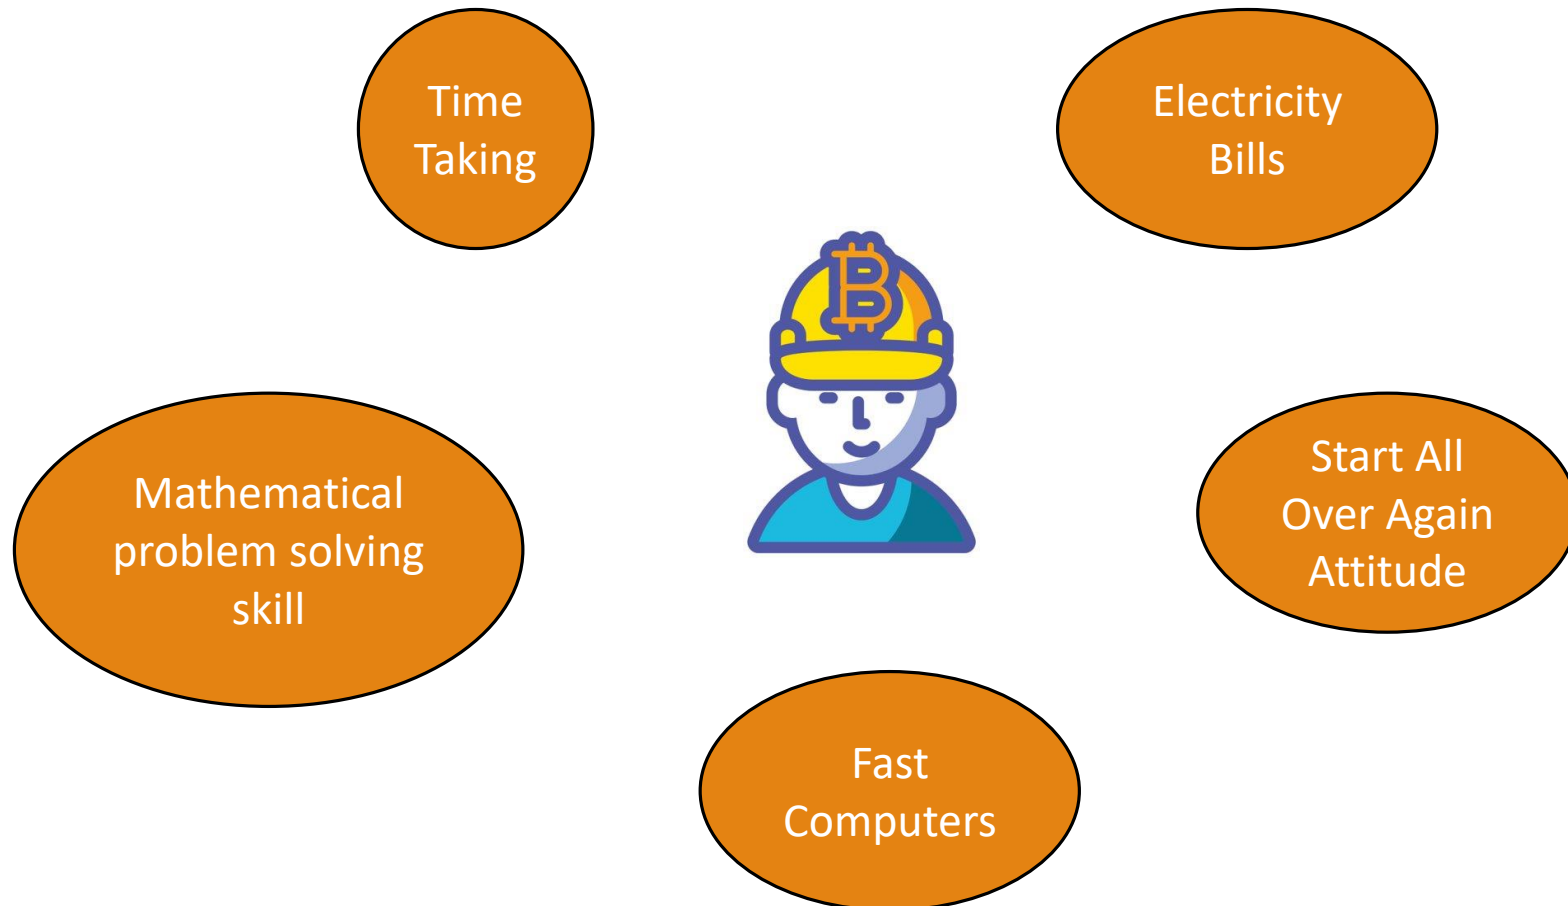 Time
Taking
Electricity
Bills
Mathematical
problem solving
skill
Start All
Over Again
Attitude
Fast
Computers